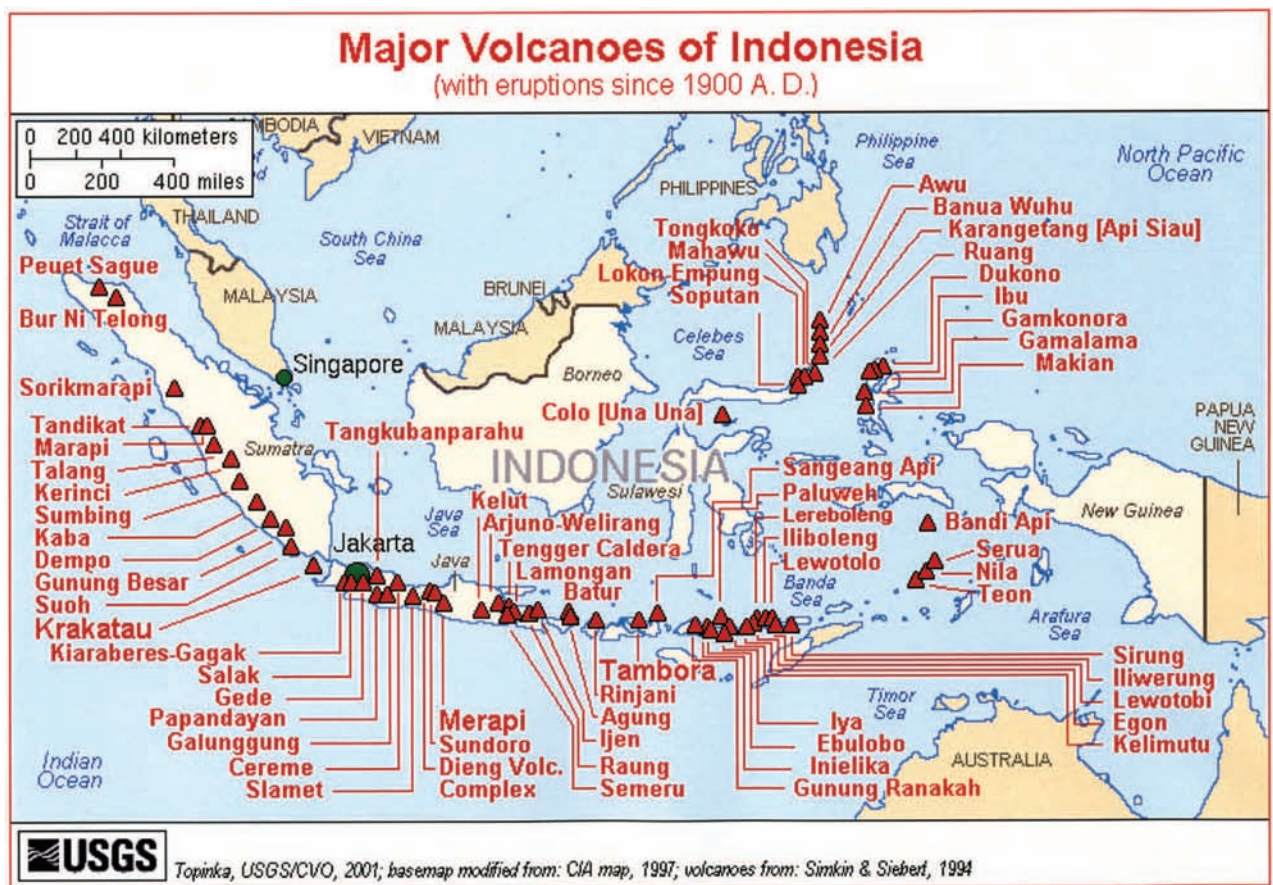 Major Volcanoes of Indonesia
(with eruptions since 1900 A. D.)
0 200 400 kilometers
0 200 400 miles
CAMBODIA
VIETNAM
THAILAND
Strait of
Malacca
South China
Sea
PHILIPPINES
Philippine
Sea
North Pacific
Ocean
Peuet Sague
Bur Ni Telong
MALAYSIA
Singapore
BRUNEI
MALAYSIA
Celebes
Sea
Borneo
Tongkoko
Mahawu
Lokon Empung
Soputan
Awu
Banua Wuhu
Karangetang [Api Siau]
Ruang
Dukono
Ibu
Gamkonora
Gamalama
Makian
Sorikmarapi
Tandikat
Marapi
Talang
Kerinci
Sumbing
Kaba
Dempo
Gunung Besar
Suoh
Krakatau
Kiaraberes-Gagak
Salak
Gede
Papandayan
Galunggung
Cereme
Slamet
Sumatra
Tangkubanparahu
Jakarta
Java
Sea
Java
Colo [Una Una]
INDONESIA
Sulawesi
PAPUA
NEW
GUINEA
New Guinea
Kelut
Arjuno-Welirang
Tengger Caldera
Lamongan
Batur
Sangeang Api
Paluweh
Lereboleng
Iliboleng
Lewotolo
Banda
Sea
Bandi Api
Serua
Nila
Teon
Arafura
Sea
Merapi
Sundoro
Dieng Volc.
Complex
Tambora
Rinjani
Agung
Ijen
Raung
Semeru
Iya
Ebulobo
Inielika
Gunung Ranakah
Sirung
Iliwerung
Lewotobi
Egon
Kelimutu
Timor
Sea
AUSTRALIA
Indian
Ocean
USGS
Topinka, USGS/CVO, 2001; basemap modified from: CIA map, 1997; volcanoes from: Simkin & Siebert, 1994